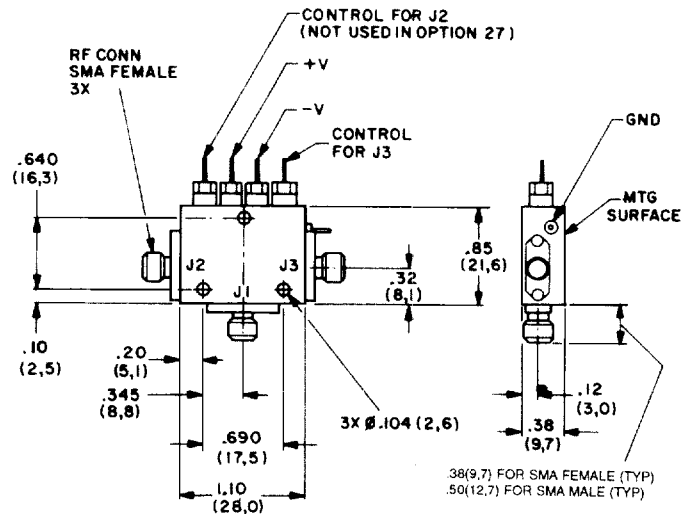 CONTROL FOR J2
(NOT USED IN OPTION 27)
RF CONN
SMA FEMALE
3X
+V
-V
CONTROL
FOR J3
GND
MTG
SURFACE
.640
(16,3)
.85
(21,6)
J2
J3
J1
.32
(8,1)
.10
(2,5)
.20
(5,1)
.345
(8,8)
3X Ø.104 (2,6)
.12
(3,0)
.690
(17,5)
.38
(9,7)
1.10
(28,0)
.38(9,7) FOR SMA FEMALE (TYP)
.50(12,7) FOR SMA MALE (TYP)